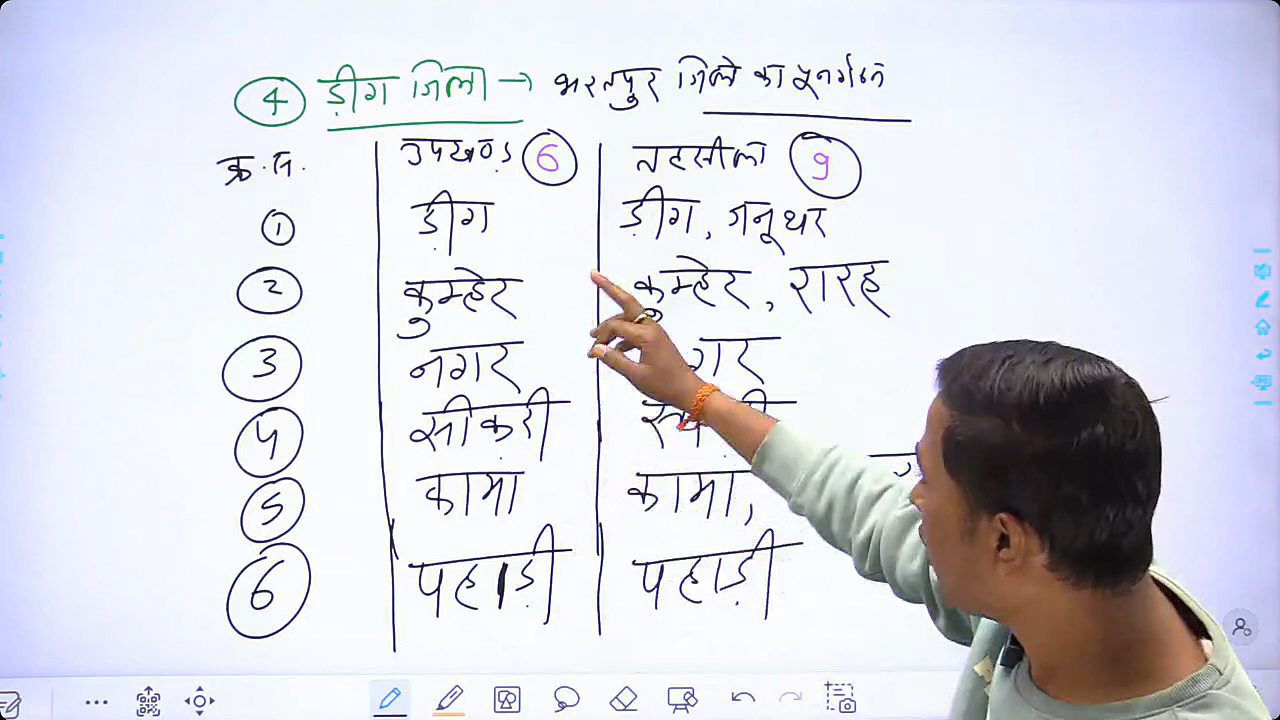 ④ डीग जिला → भरतपुर जिले का पूनर्गठन
क्र.स. उपखण्ड 6 तहसील 9
① डीग डीग, जनूथर
② कुम्हेर कुम्हेर, रारह
③ नगर गर
④ सीकरी
⑤ कामा कामा,
⑥ पहाड़ी पहाड़ी